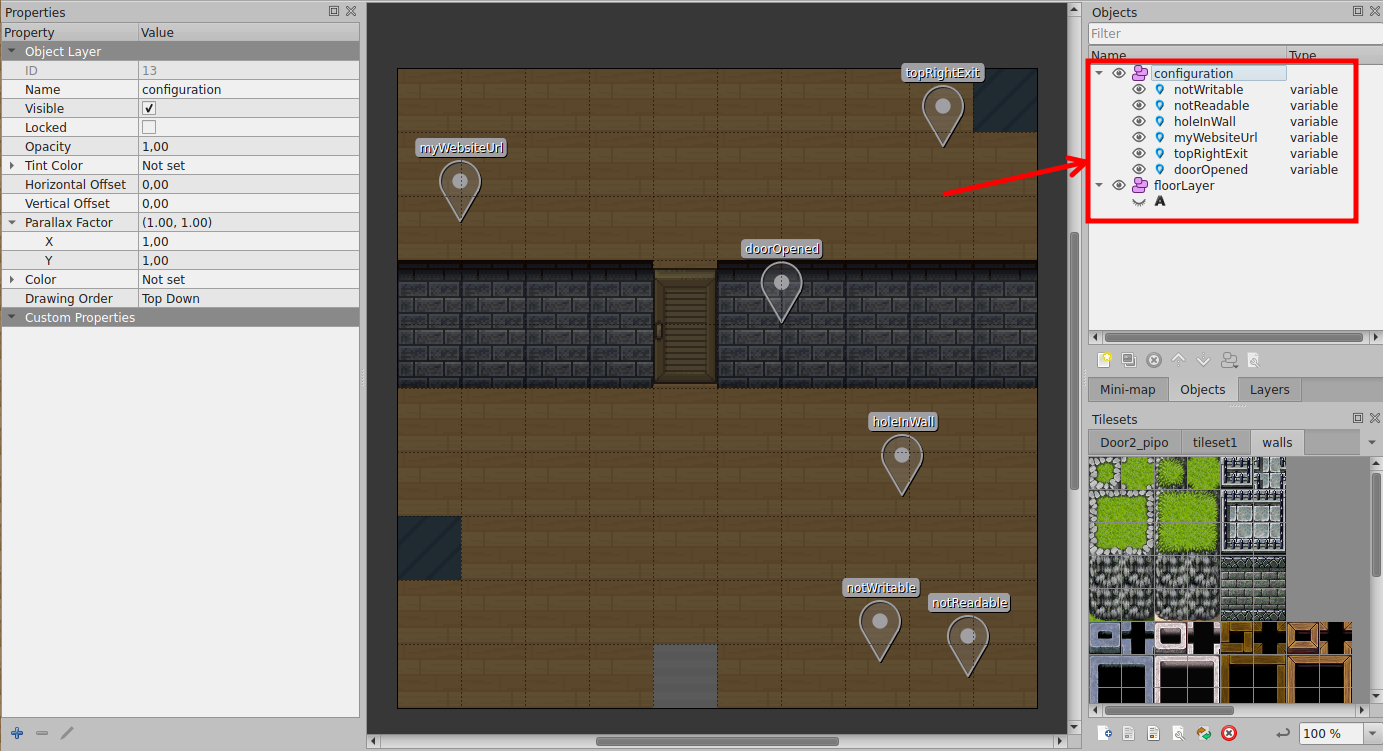 Properties
Property Value
Object Layer
ID 13
Name configuration
Visible
Locked
Opacity 1,00
Tint Color Not set
Horizontal Offset 0,00
Vertical Offset 0,00
Parallax Factor (1.00, 1.00)
X 1,00
Y 1,00
Color Not set
Drawing Order Top Down
Custom Properties
topRightExit
myWebsiteUrl
doorOpened
holeInWall
notWritable
notReadable
Objects
Filter
Name Type
configuration
notWritable variable
notReadable variable
holeInWall variable
myWebsiteUrl variable
topRightExit variable
doorOpened variable
floorLayer
A
Mini-map Objects Layers
Tilesets
Door2_pipo tileset1 walls
100 %